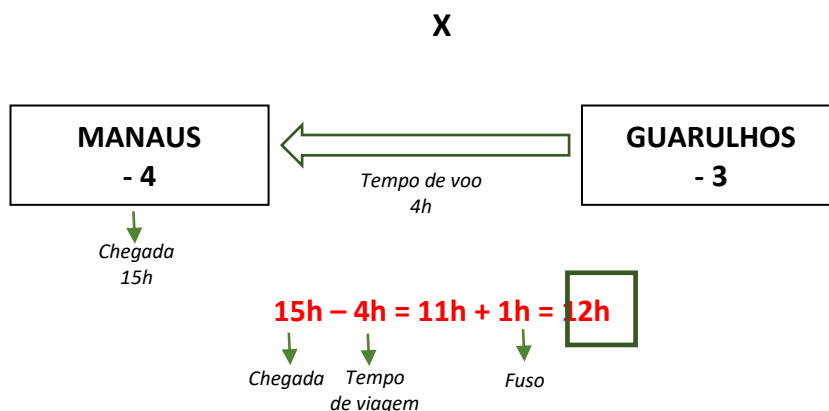 X
MANAUS
- 4
GUARULHOS
- 3
Tempo de voo
4h
Chegada
15h
15h – 4h = 11h + 1h = 12h
Chegada
Tempo
de viagem
Fuso